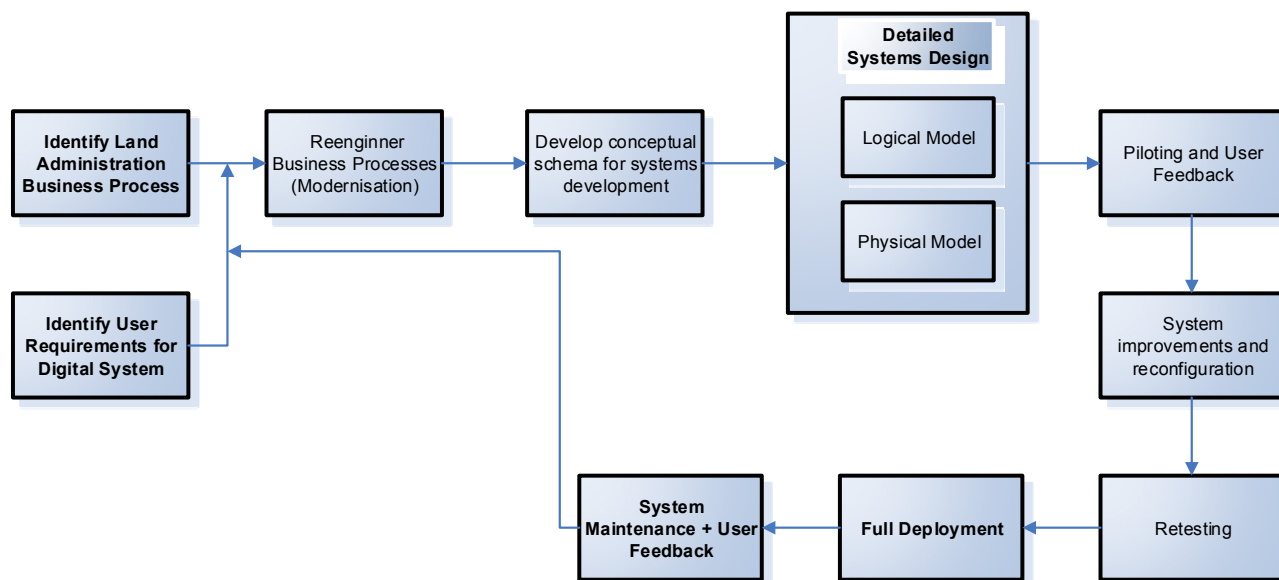 Identify Land
Administration
Business Process
Reenginner
Business Processes
(Modernisation)
Develop conceptual
schema for systems
development
Detailed
Systems Design
Logical Model
Physical Model
Piloting and User
Feedback
Identify User
Requirements for
Digital System
System
improvements and
reconfiguration
System
Maintenance + User
Feedback
Full Deployment
Retesting